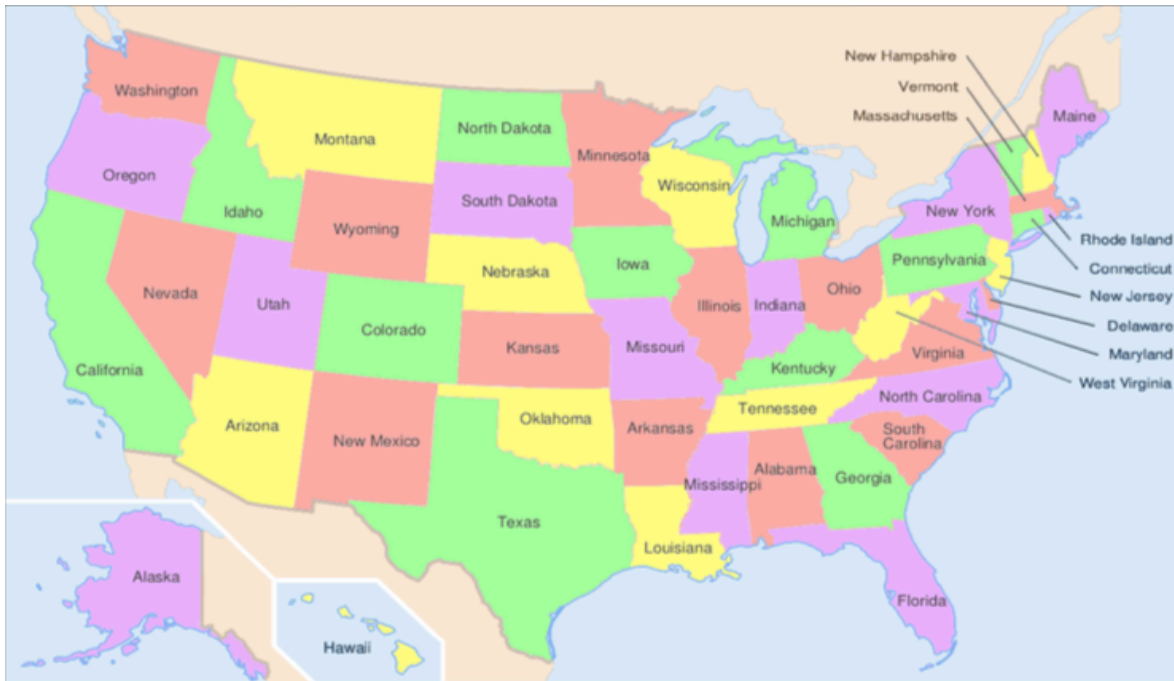 New Hampshire
Vermont
Massachusetts
Washington
Maine
North Dakota
Montana
Minnesota
Oregon
Wisconsin
South Dakota
Idaho
New York
Michigan
Wyoming
Rhode Island
Pennsylvania
Iowa
Connecticut
Nebraska
Ohio
Nevada
Utah
Illinois
Indiana
New Jersey
Colorado
Delaware
Kansas
Missouri
Virginia
Maryland
California
Kentucky
West Virginia
North Carolina
Tennessee
Oklahoma
Arizona
Arkansas
South
Carolina
New Mexico
Alabama
Georgia
Mississippi
Texas
Louisiana
Alaska
Florida
Hawaii